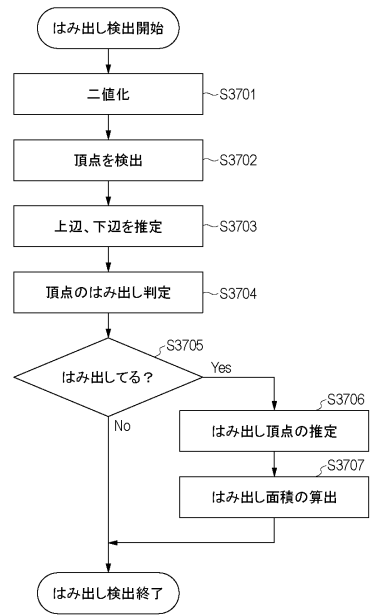 はみ出し検出開始
二値化
S3701
頂点を検出
S3702
上辺、下辺を推定
S3703
頂点のはみ出し判定
S3704
S3705
はみ出してる?
Yes
No
S3706
はみ出し頂点の推定
S3707
はみ出し面積の算出
はみ出し検出終了